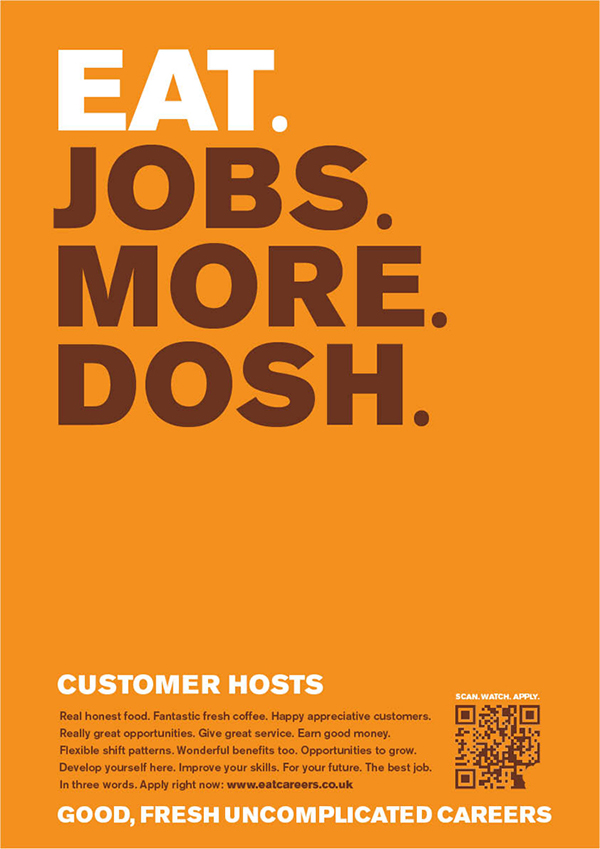 EAT.
JOBS.
MORE.
DOSH.
CUSTOMER HOSTS
Real honest food. Fantastic fresh coffee. Happy appreciative customers.
Really great opportunities. Give great service. Earn good money.
Flexible shift patterns. Wonderful benefits too. Opportunities to grow.
Develop yourself here. Improve your skills. For your future. The best job.
In three words. Apply right now: www.eatcareers.co.uk
SCAN. WATCH. APPLY.
GOOD, FRESH UNCOMPLICATED CAREERS